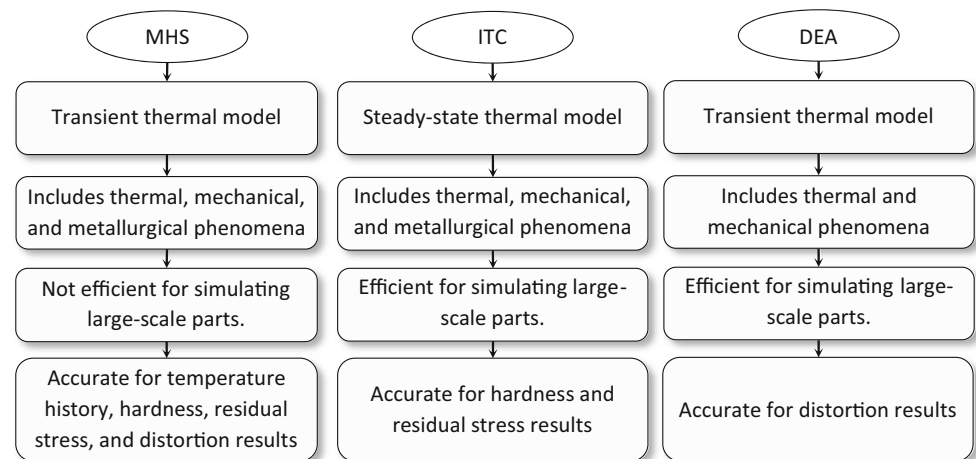 MHS
Transient thermal model
Includes thermal, mechanical,
and metallurgical phenomena
Not efficient for simulating
large-scale parts.
Accurate for temperature
history, hardness, residual
stress, and distortion results
ITC
Steady-state thermal model
Includes thermal, mechanical,
and metallurgical phenomena
Efficient for simulating large-
scale parts.
Accurate for hardness and
residual stress results
DEA
Transient thermal model
Includes thermal and
mechanical phenomena
Efficient for simulating large-
scale parts.
Accurate for distortion results